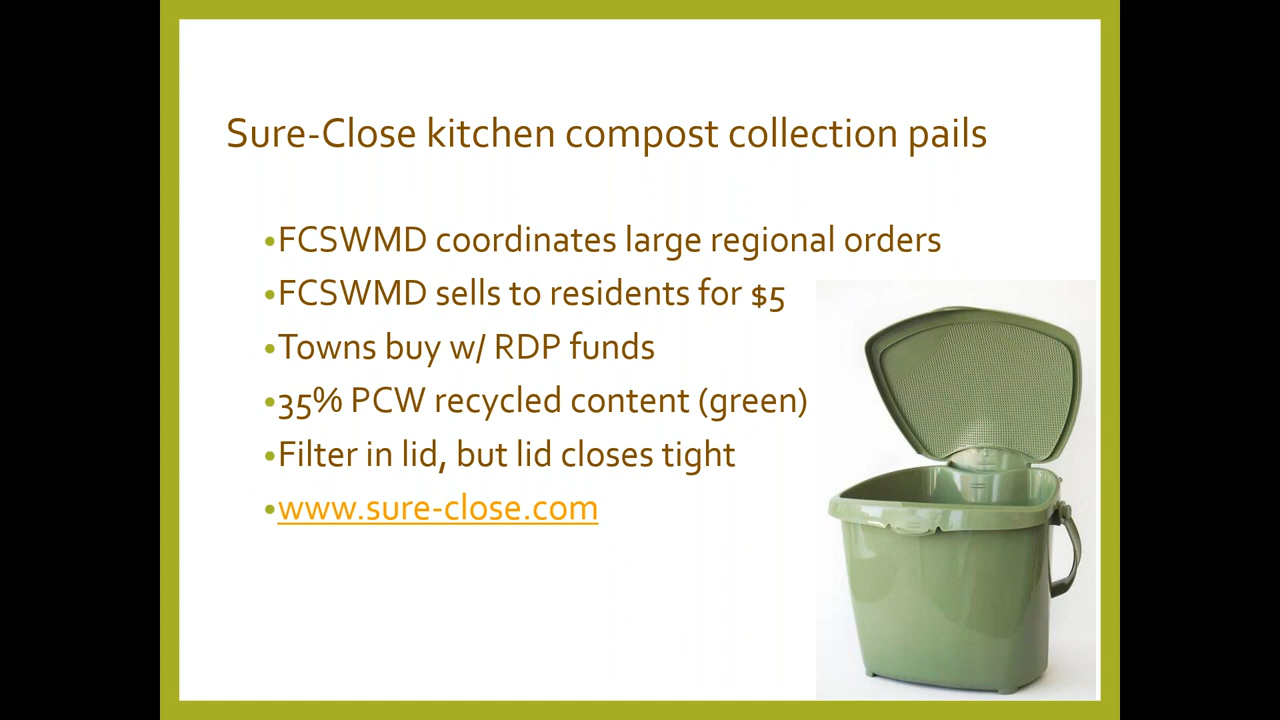 Sure-Close kitchen compost collection pails
•FCSWMD coordinates large regional orders
•FCSWMD sells to residents for $5
•Towns buy w/ RDP funds
•35% PCW recycled content (green)
•Filter in lid, but lid closes tight
•www.sure-close.com